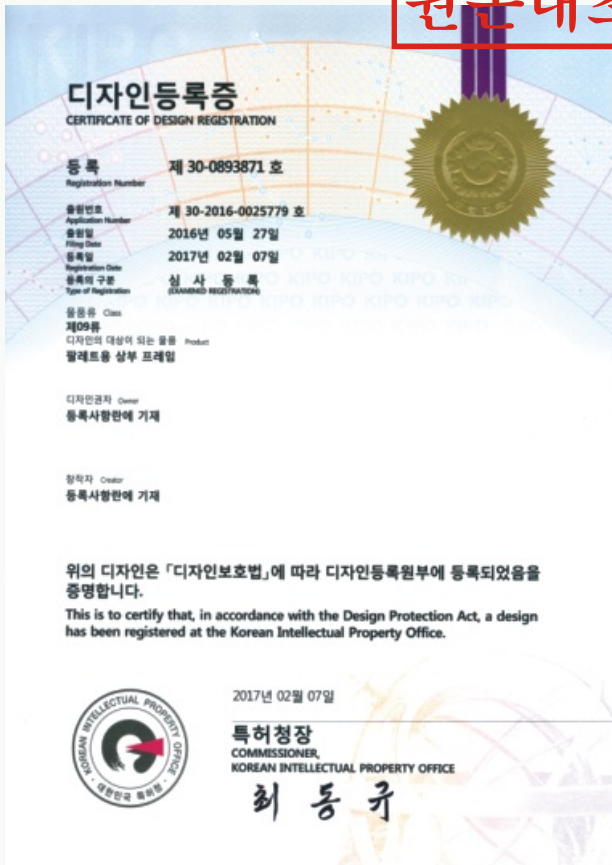 원본대조
디자인등록증
CERTIFICATE OF DESIGN REGISTRATION
등 록 제 30-0893871 호
Registration Number
출원번호 제 30-2016-0025779 호
Application Number
출원일 2016년 05월 27일
Filing Date
등록일 2017년 02월 07일
Registration Date
등록의 구분 심 사 등 록
Type of Registration (EXAMINED REGISTRATION)
물품류 Class
제09류
디자인의 대상이 되는 물품 Product
팔레트용 상부 프레임
디자인권자 Owner
등록사항란에 기재
창작자 Creator
등록사항란에 기재
위의 디자인은 「디자인보호법」에 따라 디자인등록원부에 등록되었음을
증명합니다.
This is to certify that, in accordance with the Design Protection Act, a design
has been registered at the Korean Intellectual Property Office.
2017년 02월 07일
특허청장
COMMISSIONER,
KOREAN INTELLECTUAL PROPERTY OFFICE
최동규
KOREAN INTELLECTUAL PROPERTY OFFICE
대한민국 특허청
KIPO KIPO KIPO KIPO
KIPO KIPO KIPO KIPO KIPO KIPO